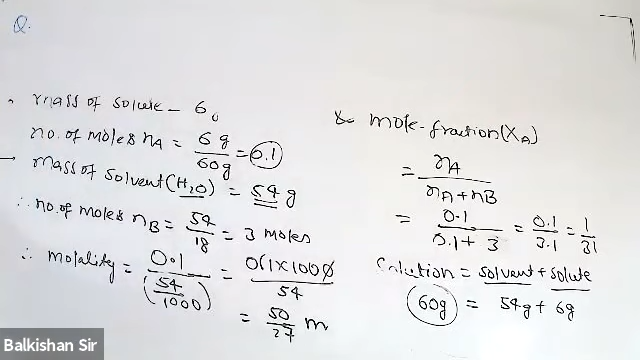 Q.
mass of solute - 6
no. of moles nA = 6g/60g = 0.1
mass of solvent (H2O) = 54 g
∴ no. of moles nB = 54/18 = 3 moles
∴ molality = 0.1/(54/1000) = 0.1 × 1000/54
= 50/27 m
mole-fraction (XA)
= nA/(nA + nB)
= 0.1/(0.1 + 3) = 0.1/3.1 = 1/31
Solution = solvent + solute
60g = 54g + 6g
Balkishan Sir